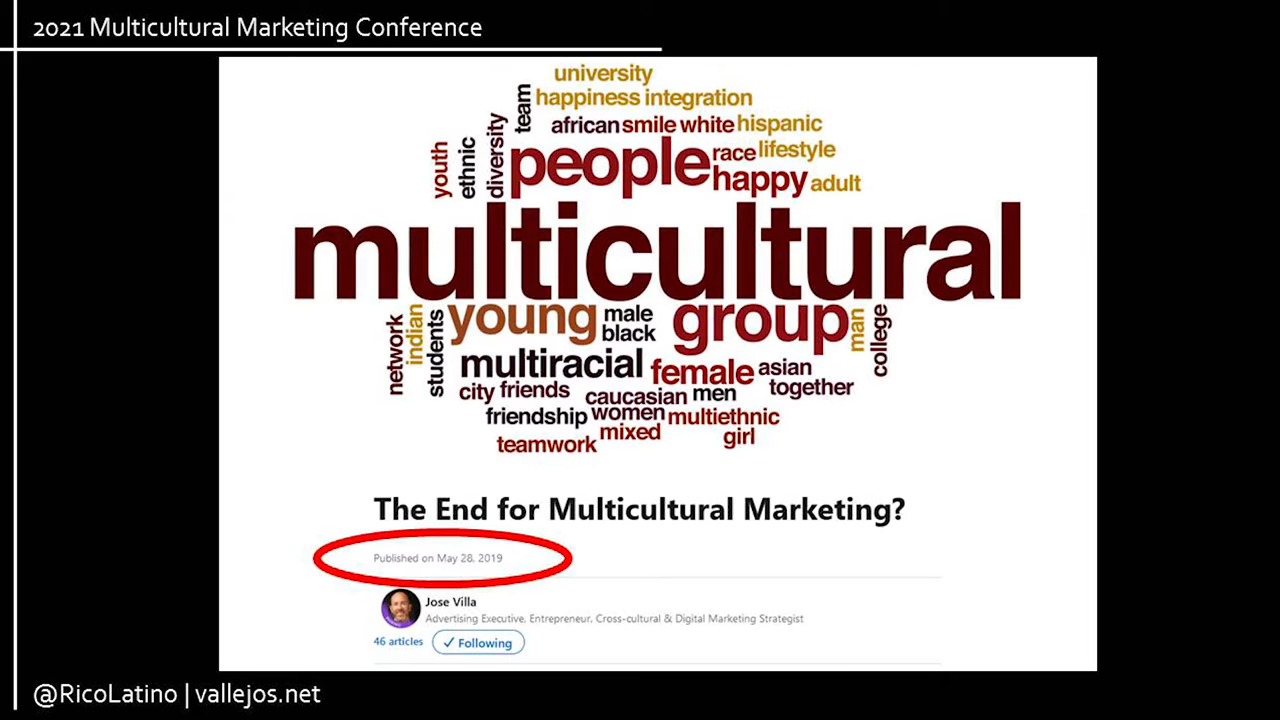 2021 Multicultural Marketing Conference
university
happiness integration
team
african smile white hispanic
youth
ethnic
diversity
people
race lifestyle
happy adult
multicultural
network
indian
students
young
male
black
group
man
college
multiracial
female
asian
together
city friends
caucasian men
friendship women multiethnic
teamwork mixed girl
The End for Multicultural Marketing?
Published on May 28, 2019
Jose Villa
Advertising Executive, Entrepreneur, Cross-cultural & Digital Marketing Strategist
46 articles ✓ Following
@RicoLatino | vallejos.net